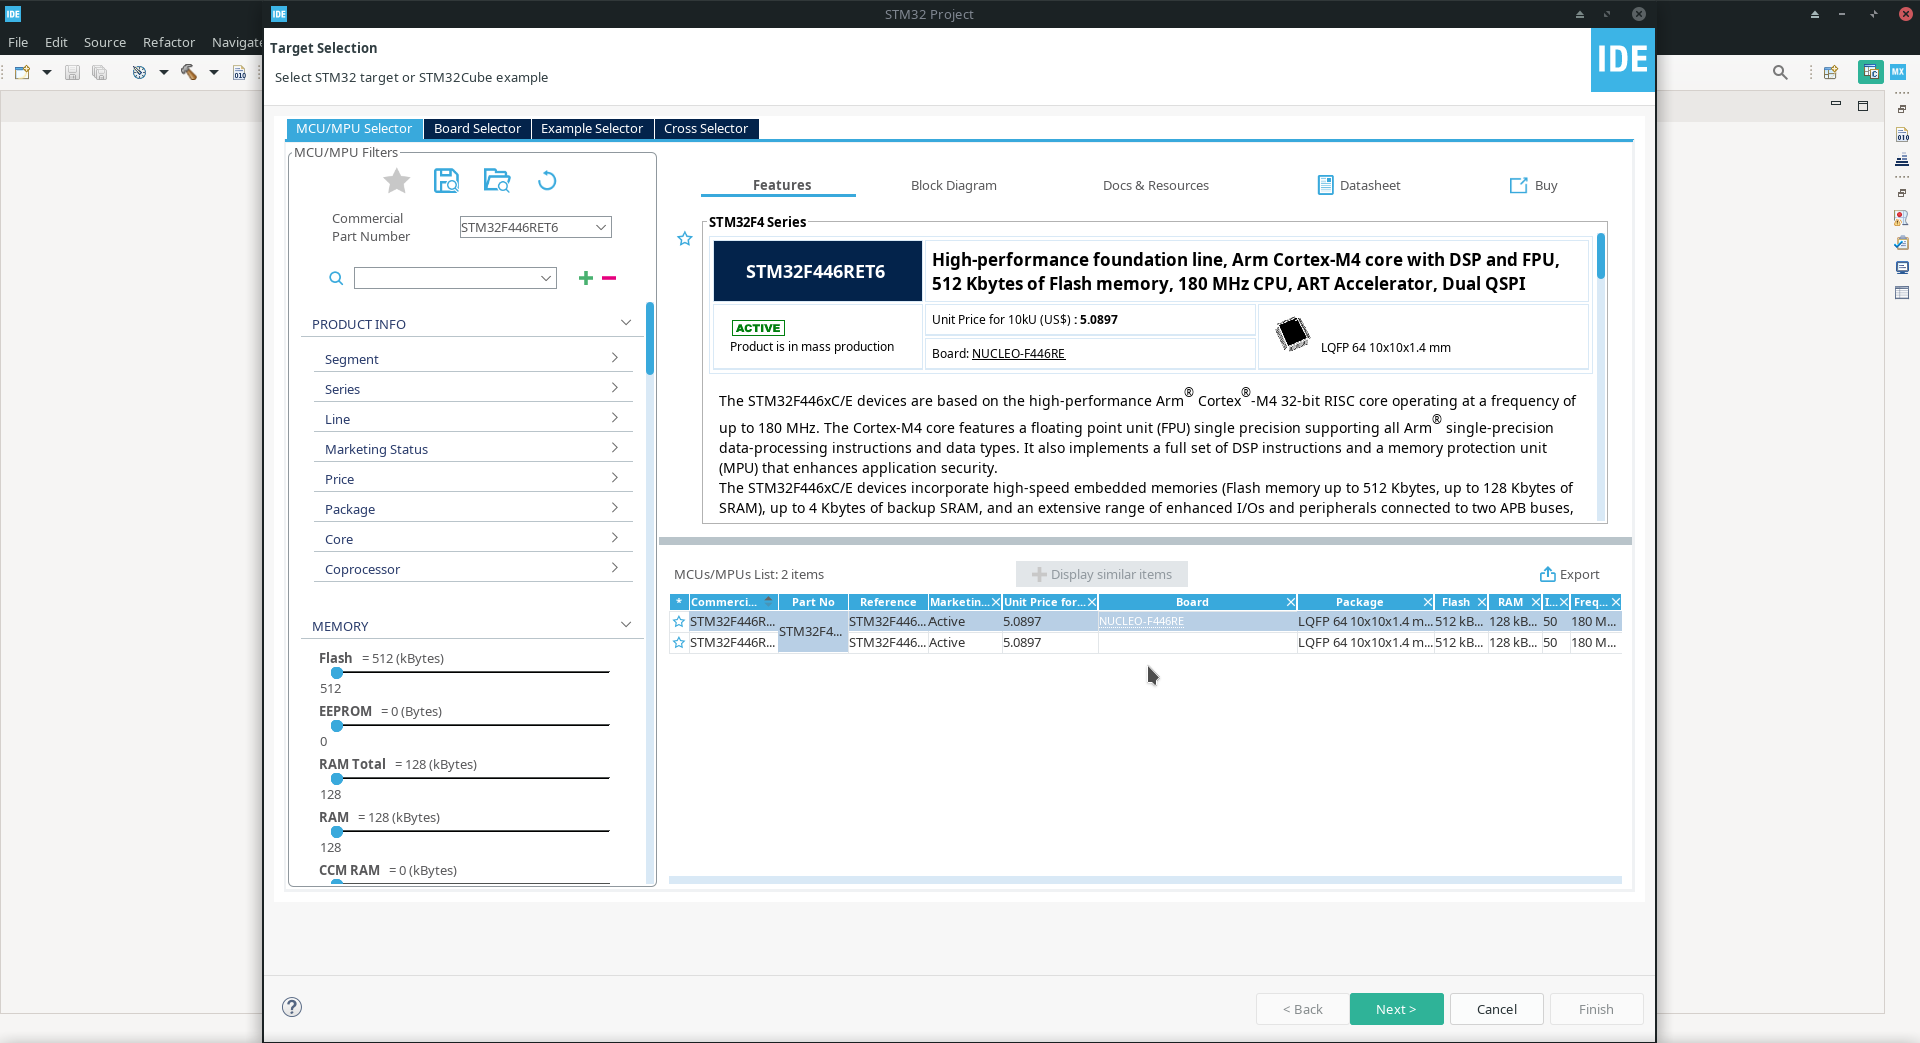 IDE
IDE
STM32 Project
File Edit Source Refactor Navigate
Target Selection
Select STM32 target or STM32Cube example
IDE
MX
010
010
MCU/MPU Selector Board Selector Example Selector Cross Selector
MCU/MPU Filters
Commercial
Part Number
STM32F446RET6
PRODUCT INFO
Segment
Series
Line
Marketing Status
Price
Package
Core
Coprocessor
MEMORY
Flash = 512 (kBytes)
512
EEPROM = 0 (Bytes)
0
RAM Total = 128 (kBytes)
128
RAM = 128 (kBytes)
128
CCM RAM = 0 (kBytes)
Features Block Diagram Docs & Resources Datasheet Buy
STM32F4 Series
STM32F446RET6
High-performance foundation line, Arm Cortex-M4 core with DSP and FPU,
512 Kbytes of Flash memory, 180 MHz CPU, ART Accelerator, Dual QSPI
ACTIVE
Product is in mass production
Unit Price for 10kU (US$) : 5.0897
Board: NUCLEO-F446RE
LQFP 64 10x10x1.4 mm
The STM32F446xC/E devices are based on the high-performance Arm® Cortex®-M4 32-bit RISC core operating at a frequency of
up to 180 MHz. The Cortex-M4 core features a floating point unit (FPU) single precision supporting all Arm® single-precision
data-processing instructions and data types. It also implements a full set of DSP instructions and a memory protection unit
(MPU) that enhances application security.
The STM32F446xC/E devices incorporate high-speed embedded memories (Flash memory up to 512 Kbytes, up to 128 Kbytes of
SRAM), up to 4 Kbytes of backup SRAM, and an extensive range of enhanced I/Os and peripherals connected to two APB buses,
MCUs/MPUs List: 2 items
Display similar items
Export
* Commerci... Part No Reference Marketin... Unit Price for... Board Package Flash RAM I... Freq...
STM32F446R... STM32F4... STM32F446... Active 5.0897 NUCLEO-F446RE LQFP 64 10x10x1.4 m... 512 kB... 128 kB... 50 180 M...
STM32F446R... STM32F446... Active 5.0897 LQFP 64 10x10x1.4 m... 512 kB... 128 kB... 50 180 M...
?
< Back Next > Cancel Finish